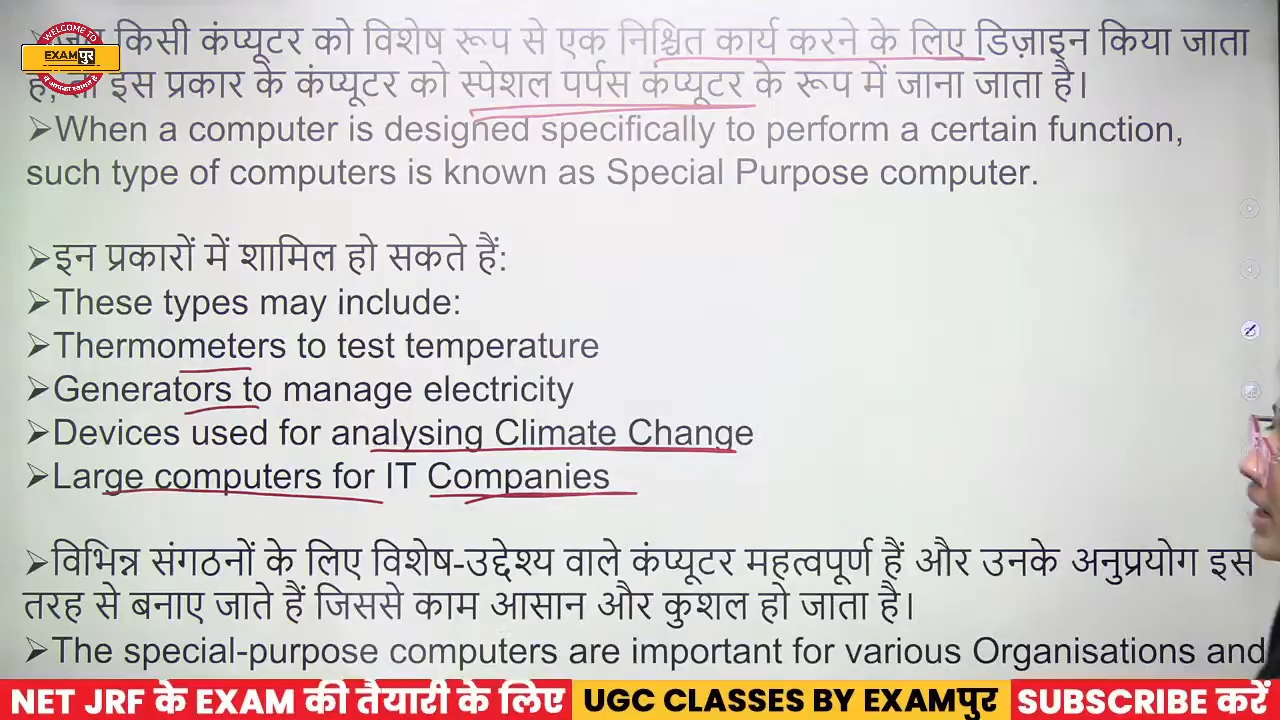 किसी कंप्यूटर को विशेष रूप से एक निश्चित कार्य करने के लिए डिज़ाइन किया जाता
है, तो इस प्रकार के कंप्यूटर को स्पेशल पर्पस कंप्यूटर के रूप में जाना जाता है।
➢When a computer is designed specifically to perform a certain function,
such type of computers is known as Special Purpose computer.
➢इन प्रकारों में शामिल हो सकते हैं:
➢These types may include:
➢Thermometers to test temperature
➢Generators to manage electricity
➢Devices used for analysing Climate Change
➢Large computers for IT Companies
➢विभिन्न संगठनों के लिए विशेष-उद्देश्य वाले कंप्यूटर महत्वपूर्ण हैं और उनके अनुप्रयोग इस
तरह से बनाए जाते हैं जिससे काम आसान और कुशल हो जाता है।
➢The special-purpose computers are important for various Organisations and
WELCOME TO
EXAMपुर
NET JRF के EXAM की तैयारी के लिए UGC CLASSES BY EXAMपुर SUBSCRIBE करें